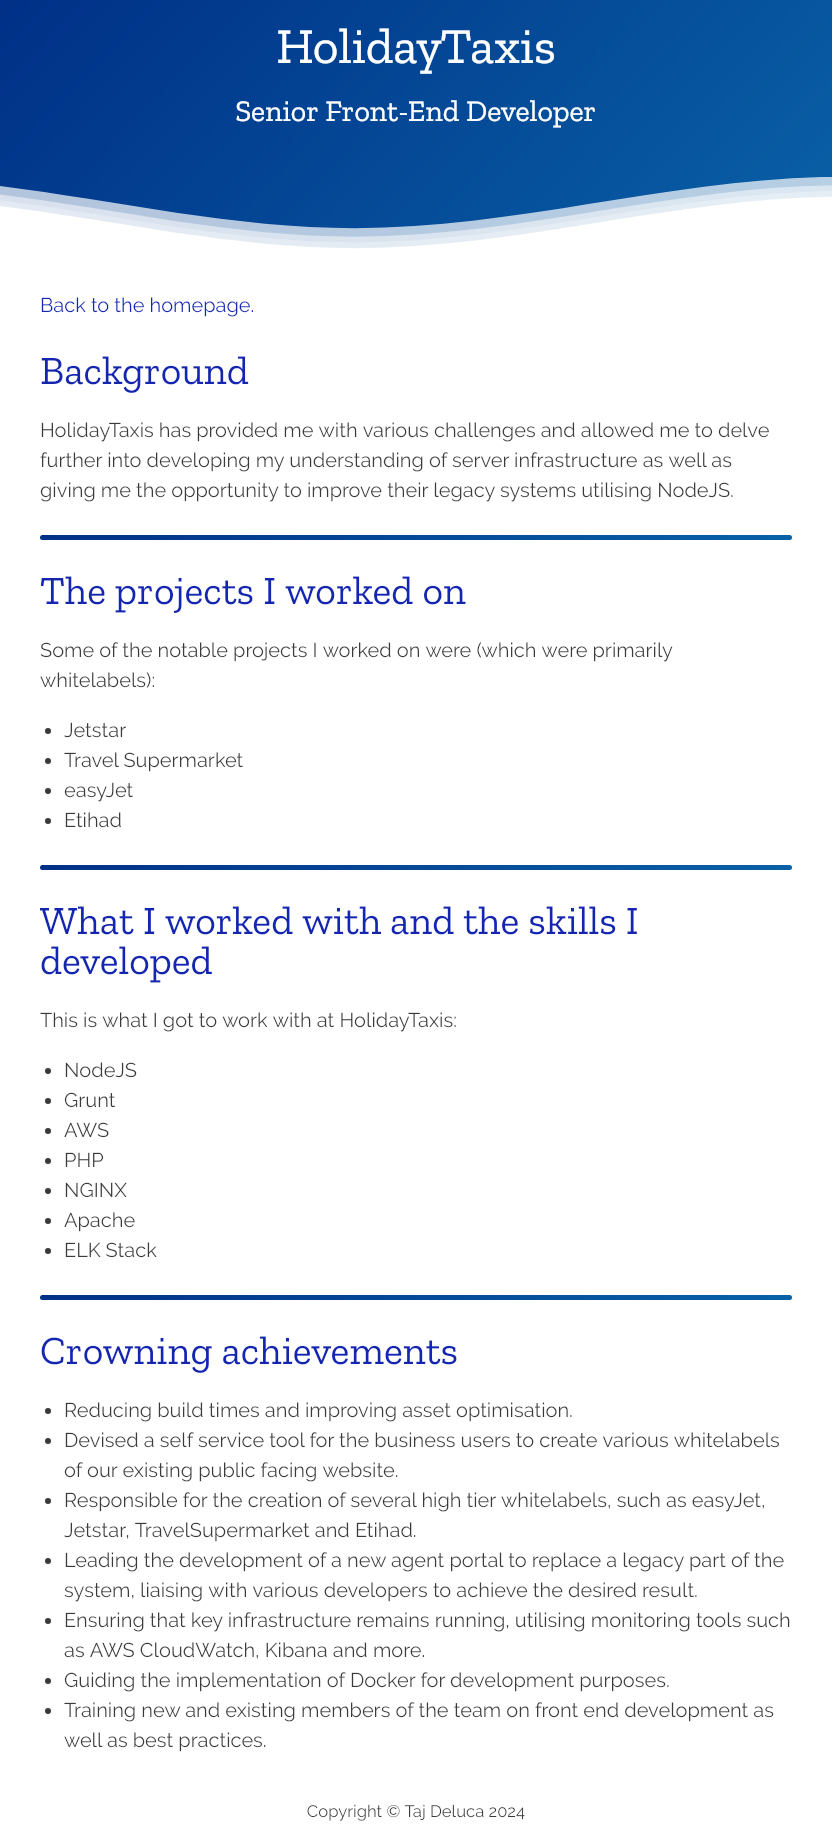 HolidayTaxis
Senior Front-End Developer
Back to the homepage.
Background
HolidayTaxis has provided me with various challenges and allowed me to delve
further into developing my understanding of server infrastructure as well as
giving me the opportunity to improve their legacy systems utilising NodeJS.
The projects I worked on
Some of the notable projects I worked on were (which were primarily
whitelabels):
• Jetstar
• Travel Supermarket
• easyJet
• Etihad
What I worked with and the skills I
developed
This is what I got to work with at HolidayTaxis:
• NodeJS
• Grunt
• AWS
• PHP
• NGINX
• Apache
• ELK Stack
Crowning achievements
• Reducing build times and improving asset optimisation.
• Devised a self service tool for the business users to create various whitelabels
of our existing public facing website.
• Responsible for the creation of several high tier whitelabels, such as easyJet,
Jetstar, TravelSupermarket and Etihad.
• Leading the development of a new agent portal to replace a legacy part of the
system, liaising with various developers to achieve the desired result.
• Ensuring that key infrastructure remains running, utilising monitoring tools such
as AWS CloudWatch, Kibana and more.
• Guiding the implementation of Docker for development purposes.
• Training new and existing members of the team on front end development as
well as best practices.
Copyright © Taj Deluca 2024